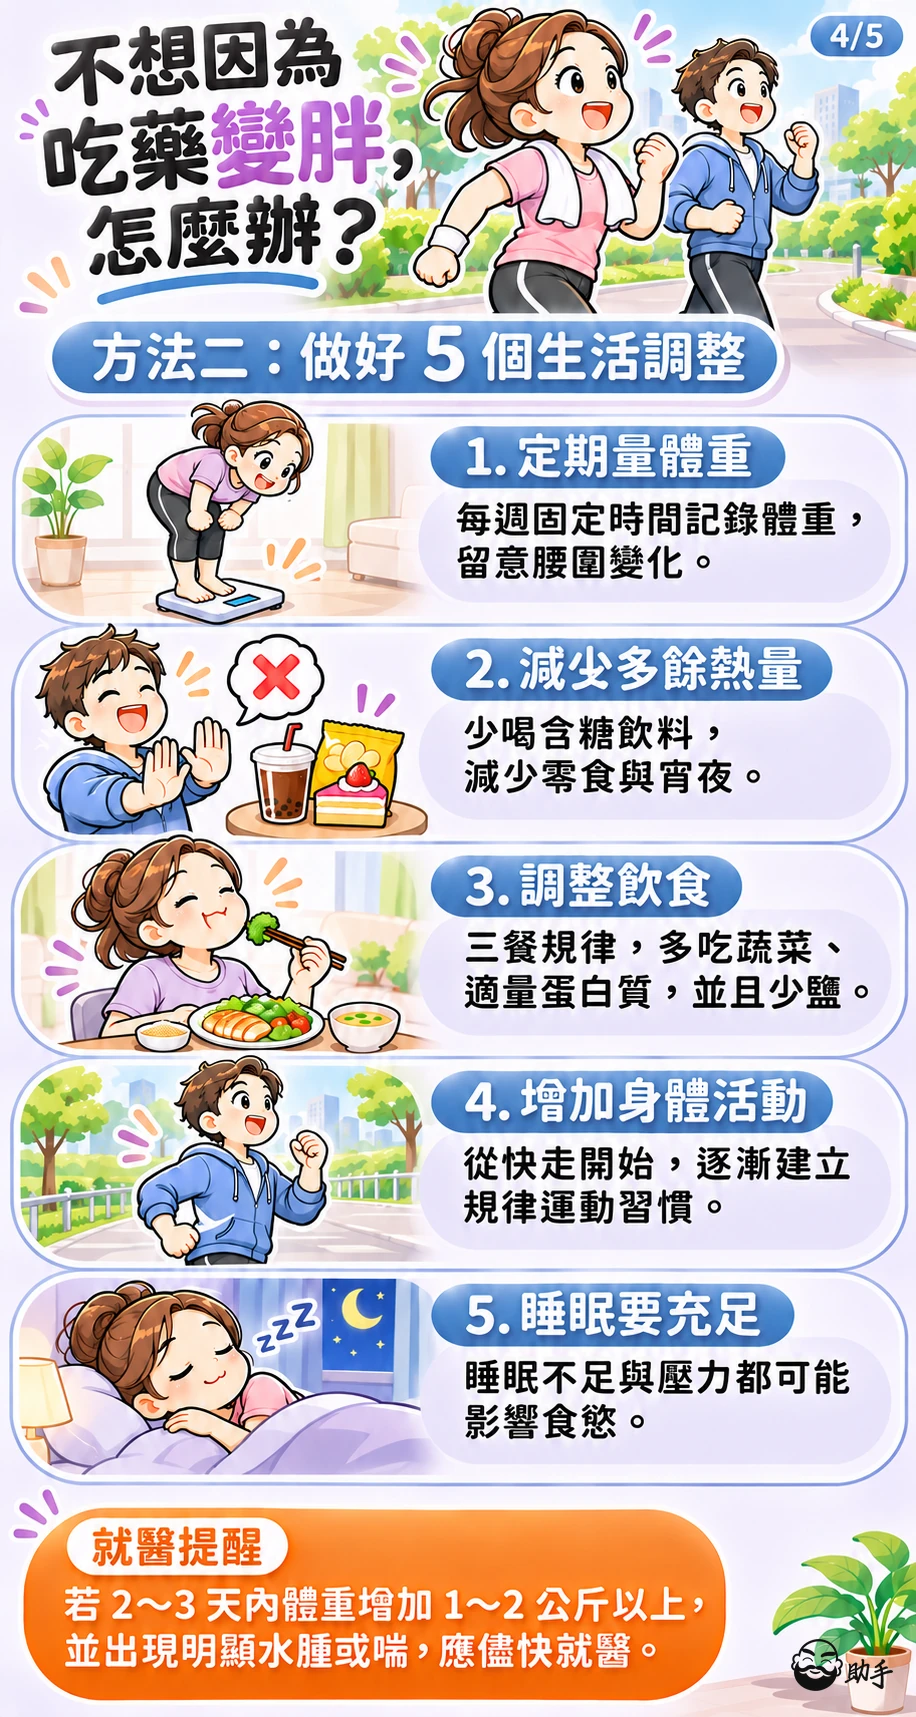 4/5
不想因為
吃藥變胖，
怎麼辦？
方法二：做好 5 個生活調整
1. 定期量體重
每週固定時間記錄體重，
留意腰圍變化。
2. 減少多餘熱量
少喝含糖飲料，
減少零食與宵夜。
3. 調整飲食
三餐規律，多吃蔬菜、
適量蛋白質，並且少鹽。
4. 增加身體活動
從快走開始，逐漸建立
規律運動習慣。
zzz
5. 睡眠要充足
睡眠不足與壓力都可能
影響食慾。
就醫提醒
若 2～3 天內體重增加 1～2 公斤以上，
並出現明顯水腫或喘，應儘快就醫。
助手